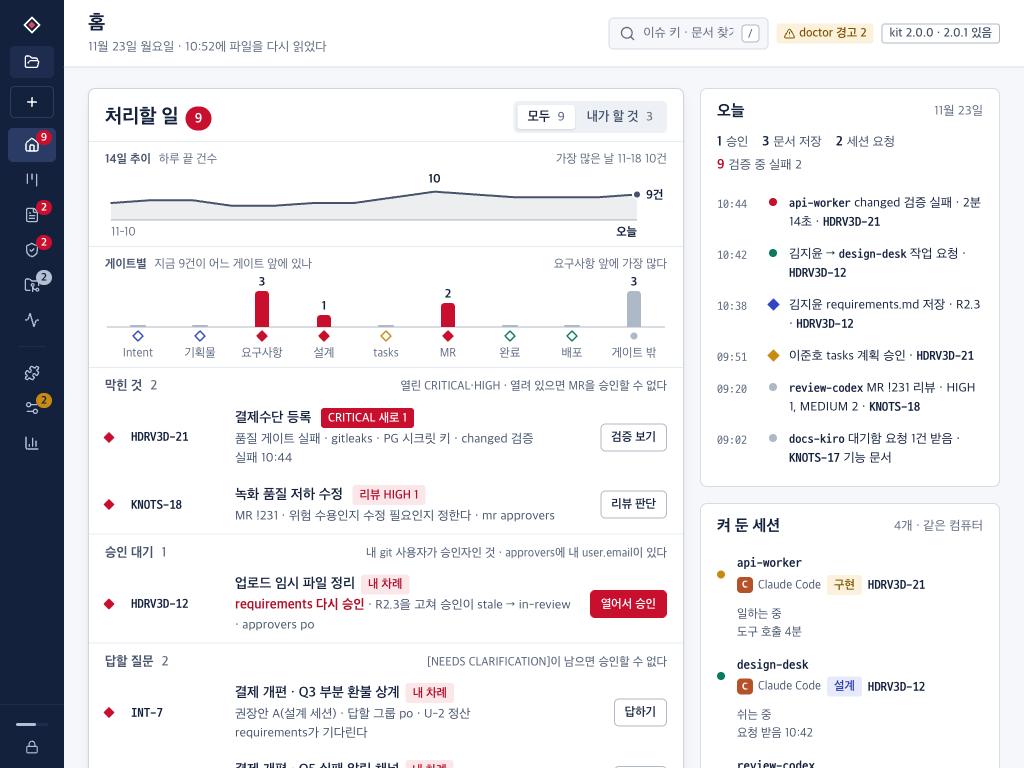 홈
11월 23일 월요일 · 10:52에 파일을 다시 읽었다
이슈 키 · 문서 찾기
/
doctor 경고 2
kit 2.0.0 · 2.0.1 있음
9
2
2
2
2
처리할 일 9
모두 9
내가 할 것 3
14일 추이 하루 끝 건수
가장 많은 날 11-18 10건
10
9건
11-10
오늘
게이트별 지금 9건이 어느 게이트 앞에 있나
요구사항 앞에 가장 많다
3
1
2
3
Intent
기획물
요구사항
설계
tasks
MR
완료
배포
게이트 밖
막힌 것 2
열린 CRITICAL·HIGH · 열려 있으면 MR을 승인할 수 없다
HDRV3D-21
결제수단 등록 CRITICAL 새로 1
품질 게이트 실패 · gitleaks · PG 시크릿 키 · changed 검증
실패 10:44
검증 보기
KNOTS-18
녹화 품질 저하 수정 리뷰 HIGH 1
MR !231 · 위험 수용인지 수정 필요인지 정한다 · mr approvers
리뷰 판단
승인 대기 1
내 git 사용자가 승인자인 것 · approvers에 내 user.email이 있다
HDRV3D-12
업로드 임시 파일 정리 내 차례
requirements 다시 승인 · R2.3을 고쳐 승인이 stale → in-review
· approvers po
열어서 승인
답할 질문 2
[NEEDS CLARIFICATION]이 남으면 승인할 수 없다
INT-7
결제 개편 · Q3 부분 환불 상계 내 차례
권장안 A(설계 세션) · 답할 그룹 po · U-2 정산
requirements가 기다린다
답하기
결제 개편 · Q5 실패 알림 채널 내 차례
오늘
11월 23일
1 승인 3 문서 저장 2 세션 요청
9 검증 중 실패 2
10:44
api-worker changed 검증 실패 · 2분
14초 · HDRV3D-21
10:42
김지윤 → design-desk 작업 요청 ·
HDRV3D-12
10:38
김지윤 requirements.md 저장 · R2.3
· HDRV3D-12
09:51
이준호 tasks 계획 승인 · HDRV3D-21
09:20
review-codex MR !231 리뷰 · HIGH
1, MEDIUM 2 · KNOTS-18
09:02
docs-kiro 대기함 요청 1건 받음 ·
KNOTS-17 기능 문서
켜 둔 세션
4개 · 같은 컴퓨터
api-worker
C Claude Code 구현 HDRV3D-21
일하는 중
도구 호출 4분
design-desk
C Claude Code 설계 HDRV3D-12
쉬는 중
요청 받음 10:42
review-codex